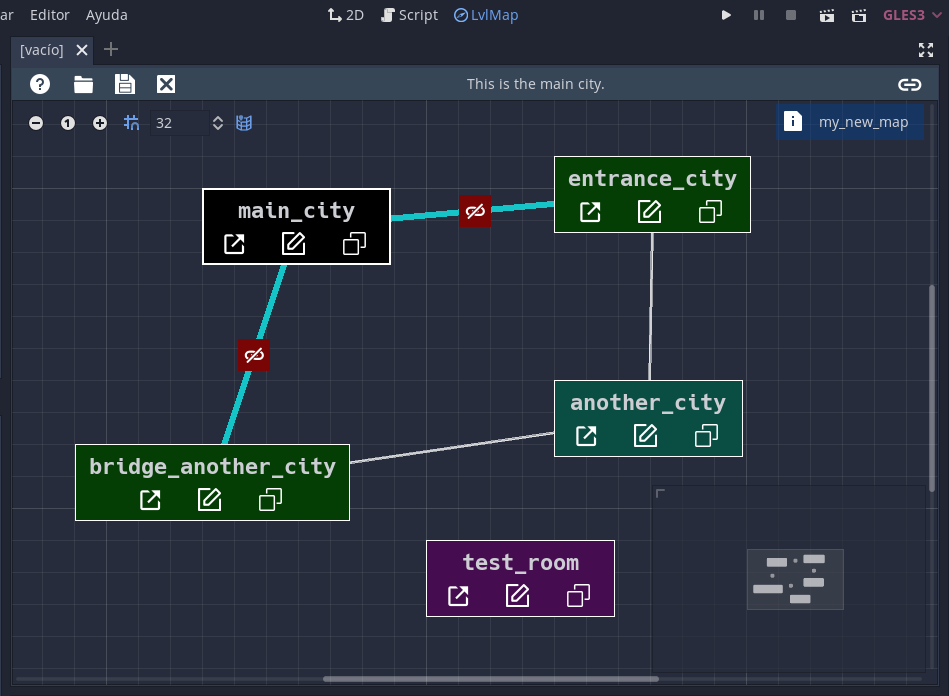 ar Editor Ayuda 2D Script LvlMap GLES3
[vacío]
This is the main city.
1 32 my_new_map
entrance_city
main_city
another_city
bridge_another_city
test_room